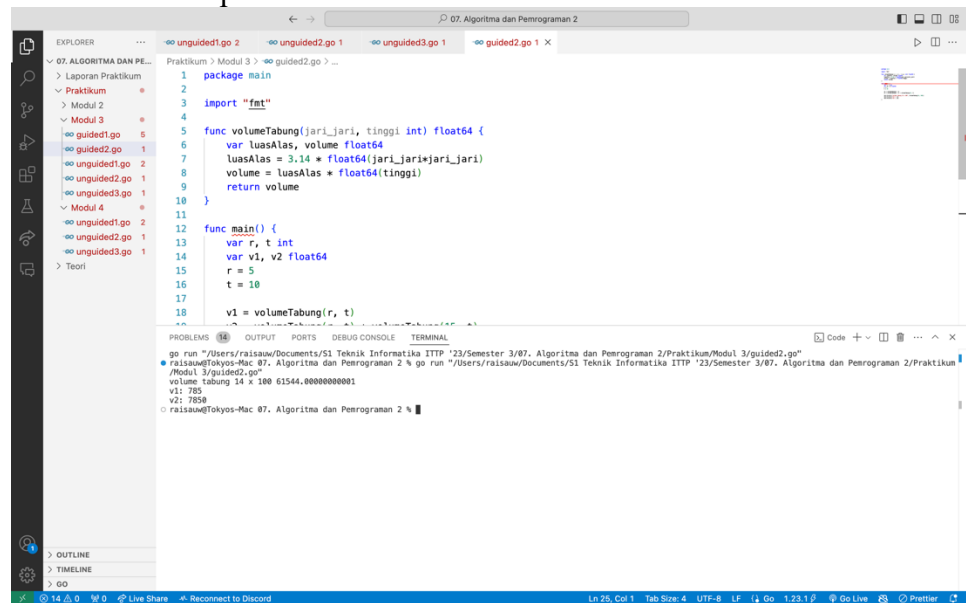 07. Algoritma dan Pemrograman 2
EXPLORER
07. ALGORITMA DAN PE...
Laporan Praktikum
Praktikum
Modul 2
Modul 3
guided1.go 5
guided2.go 1
unguided1.go 2
unguided2.go 1
unguided3.go 1
Modul 4
unguided1.go 2
unguided2.go 1
unguided3.go 1
Teori
OUTLINE
TIMELINE
GO
unguided1.go 2 unguided2.go 1 unguided3.go 1 guided2.go 1
Praktikum > Modul 3 > guided2.go > ...
1 package main
2
3 import "fmt"
4
5 func volumeTabung(jari_jari, tinggi int) float64 {
6 var luasAlas, volume float64
7 luasAlas = 3.14 * float64(jari_jari*jari_jari)
8 volume = luasAlas * float64(tinggi)
9 return volume
10 }
11
12 func main() {
13 var r, t int
14 var v1, v2 float64
15 r = 5
16 t = 10
17
18 v1 = volumeTabung(r, t)
PROBLEMS 14 OUTPUT PORTS DEBUG CONSOLE TERMINAL Code
go run "/Users/raisauw/Documents/S1 Teknik Informatika ITTP '23/Semester 3/07. Algoritma dan Pemrograman 2/Praktikum/Modul 3/guided2.go"
raisauw@Tokyos-Mac 07. Algoritma dan Pemrograman 2 % go run "/Users/raisauw/Documents/S1 Teknik Informatika ITTP '23/Semester 3/07. Algoritma dan Pemrograman 2/Praktikum
/Modul 3/guided2.go"
volume tabung 14 x 100 61544.00000000001
v1: 785
v2: 7850
raisauw@Tokyos-Mac 07. Algoritma dan Pemrograman 2 %
14 0 0 Live Share Reconnect to Discord Ln 25, Col 1 Tab Size: 4 UTF-8 LF Go 1.23.1 Go Live Prettier